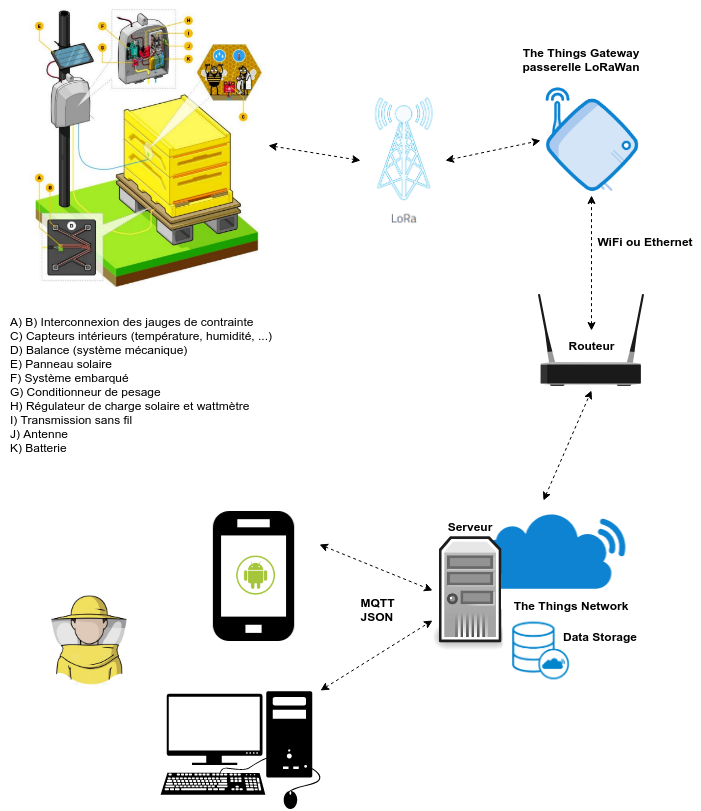 E
F
B
H
I
J
K
C
A
B
D
LoRa
The Things Gateway
passerelle LoRaWan
WiFi ou Ethernet
Routeur
A) B) Interconnexion des jauges de contrainte
C) Capteurs intérieurs (température, humidité, ...)
D) Balance (système mécanique)
E) Panneau solaire
F) Système embarqué
G) Conditionneur de pesage
H) Régulateur de charge solaire et wattmètre
I) Transmission sans fil
J) Antenne
K) Batterie
Serveur
The Things Network
Data Storage
MQTT
JSON